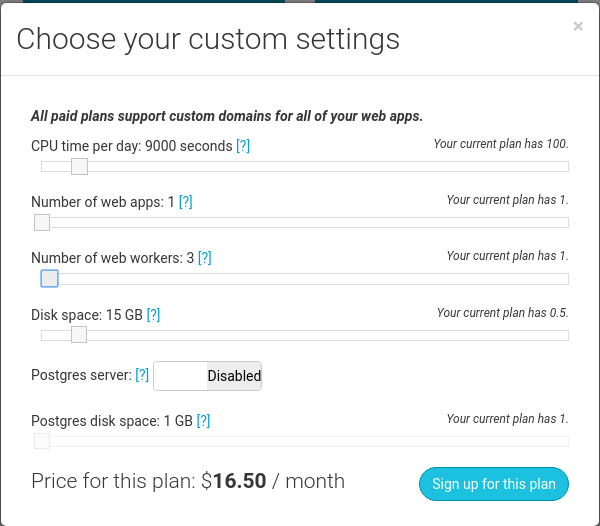 Choose your custom settings
×
All paid plans support custom domains for all of your web apps.
CPU time per day: 9000 seconds [?] Your current plan has 100.
Number of web apps: 1 [?] Your current plan has 1.
Number of web workers: 3 [?] Your current plan has 1.
Disk space: 15 GB [?] Your current plan has 0.5.
Postgres server: [?] Disabled
Postgres disk space: 1 GB [?] Your current plan has 1.
Price for this plan: $16.50 / month Sign up for this plan